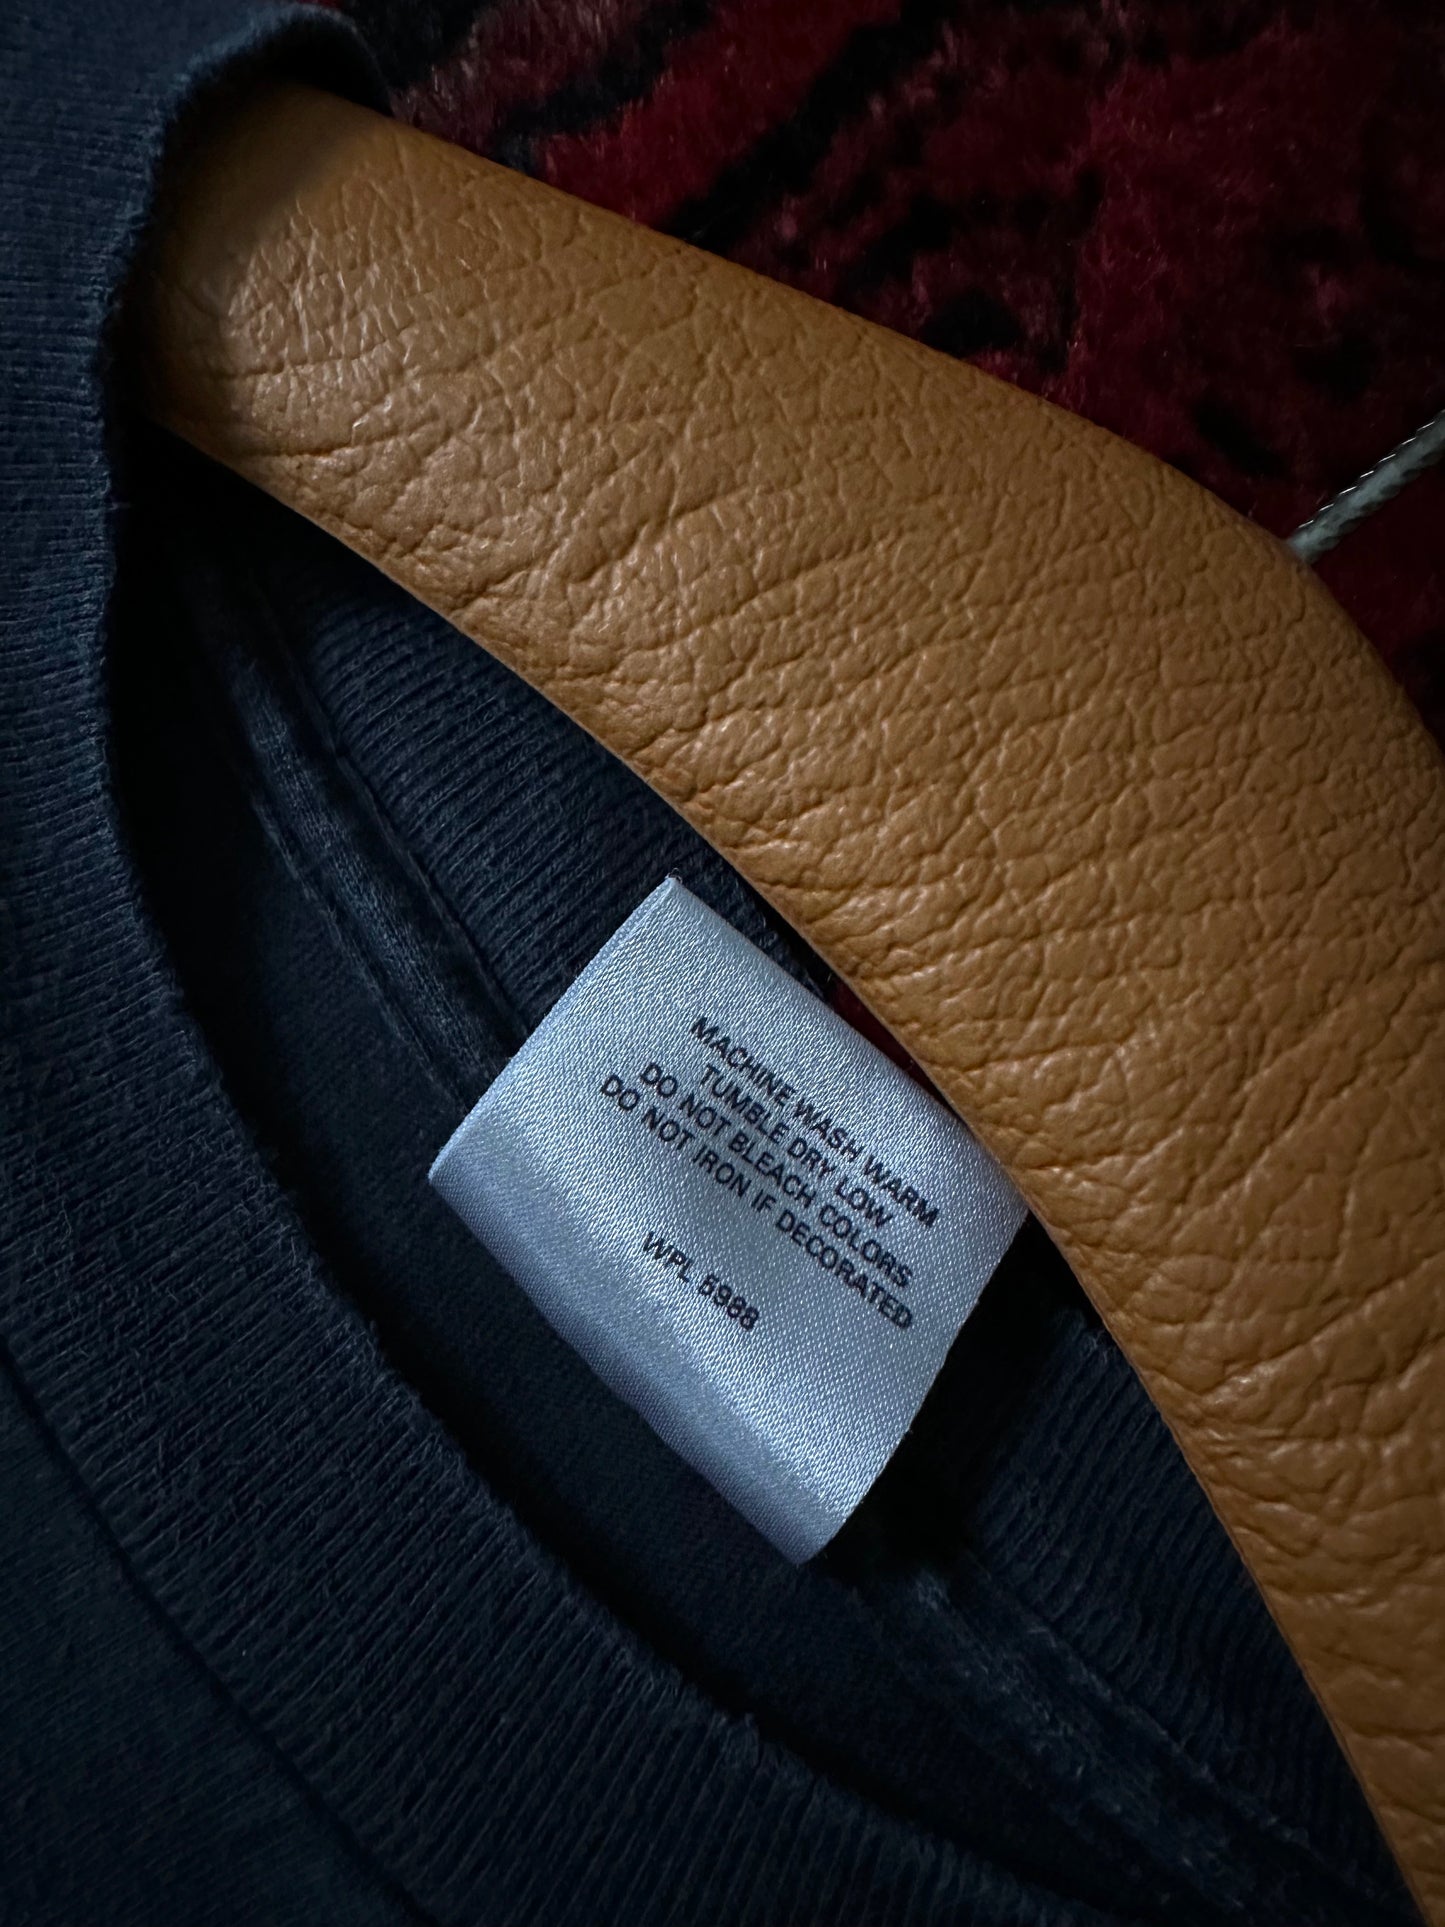 MACHINE WASH WARM
TUMBLE DRY LOW
DO NOT BLEACH COLORS
DO NOT IRON IF DECORATED
WPL 5988